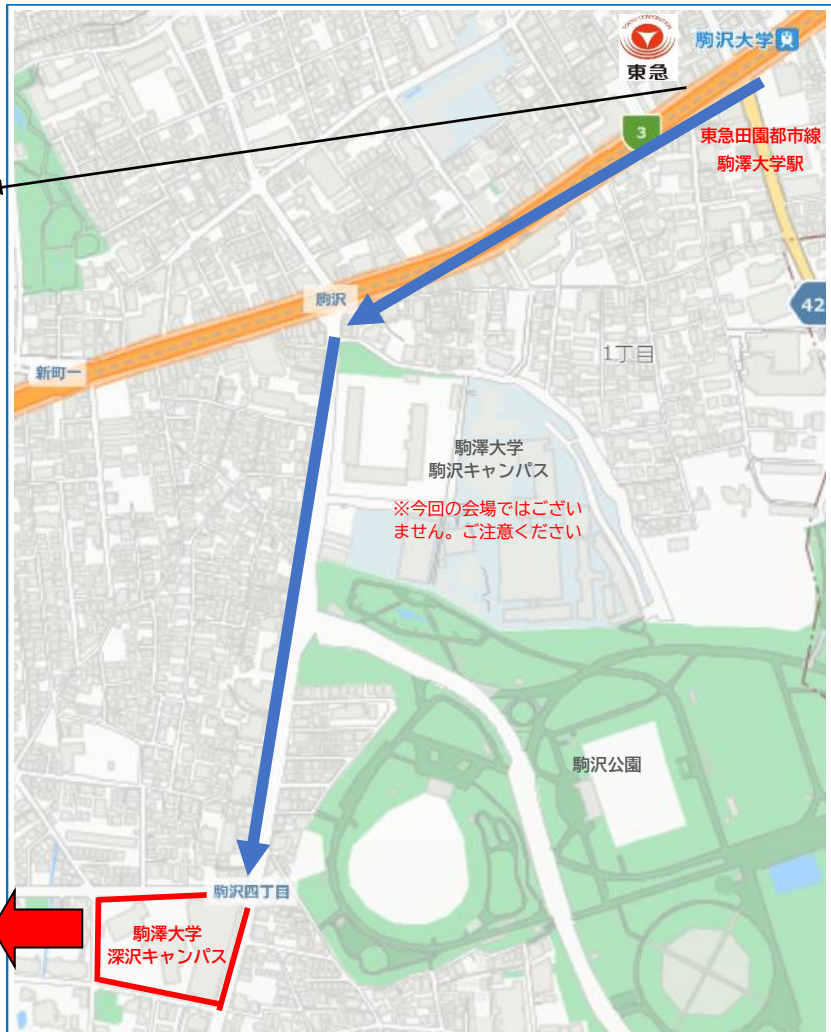 TOKYU CORPORATION
東急
駒沢大学
3
東急田園都市線
駒澤大学駅
駒沢
42
新町一
1丁目
駒澤大学
駒沢キャンパス
※今回の会場ではござい
ません。ご注意ください
駒沢公園
駒沢四丁目
駒澤大学
深沢キャンパス